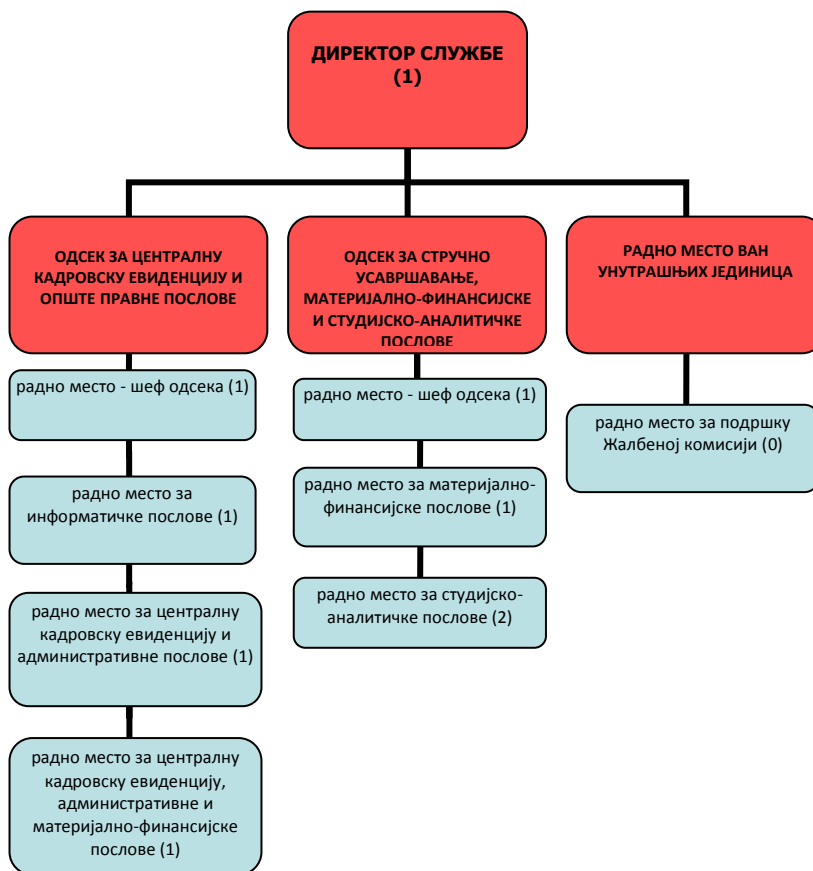 ДИРЕКТОР СЛУЖБЕ
(1)
ОДСЕК ЗА ЦЕНТРАЛНУ
КАДРОВСКУ ЕВИДЕНЦИЈУ И
ОПШТЕ ПРАВНЕ ПОСЛОВЕ
радно место - шеф одсека (1)
радно место за
информатичке послове (1)
радно место за централну
кадровску евиденцију и
административне послове (1)
радно место за централну
кадровску евиденцију,
административне и
материјално-финансијске
послове (1)
ОДСЕК ЗА СТРУЧНО
УСАВРШАВАЊЕ,
МАТЕРИЈАЛНО-ФИНАНСИЈСКЕ
И СТУДИЈСКО-АНАЛИТИЧКЕ
ПОСЛОВЕ
радно место - шеф одсека (1)
радно место за материјално-
финансијске послове (1)
радно место за студијско-
аналитичке послове (2)
РАДНО МЕСТО ВАН
УНУТРАШЊИХ ЈЕДИНИЦА
радно место за подршку
Жалбеној комисији (0)